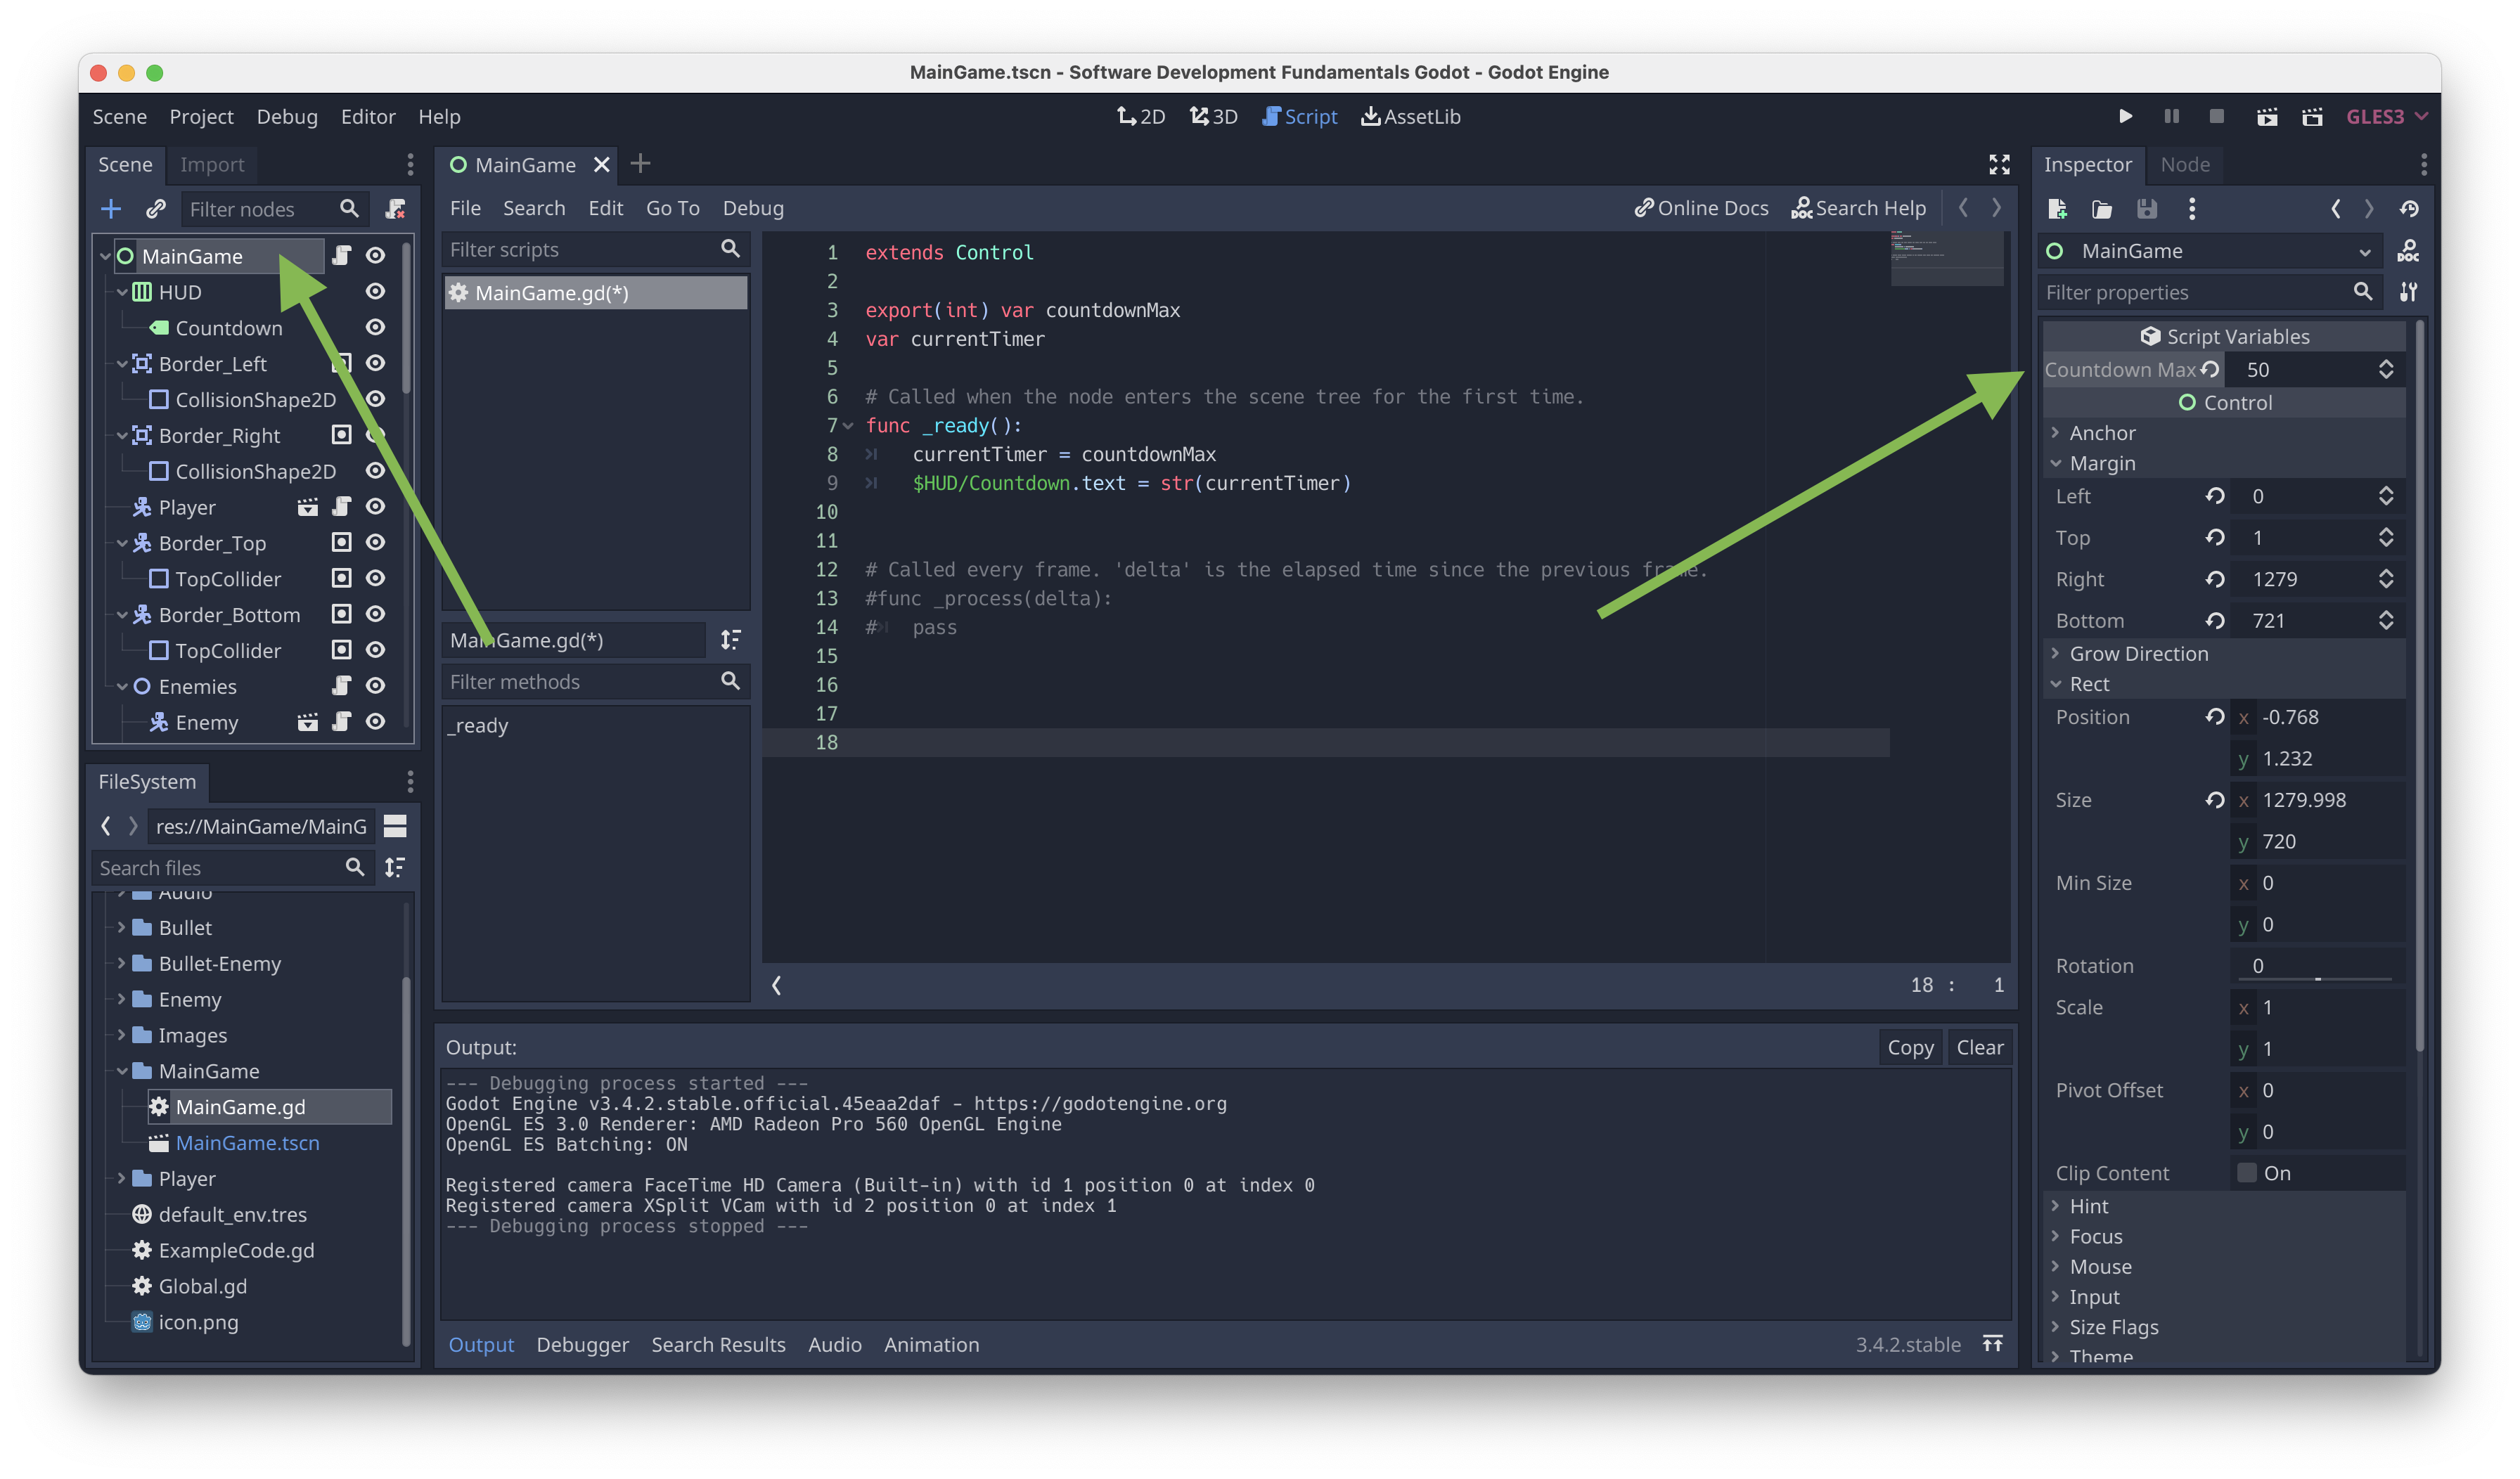 MainGame.tscn - Software Development Fundamentals Godot - Godot Engine
Scene Project Debug Editor Help
2D 3D Script AssetLib
GLES3
Scene Import
Filter nodes
MainGame
HUD
Countdown
Border_Left
CollisionShape2D
Border_Right
CollisionShape2D
Player
Border_Top
TopCollider
Border_Bottom
TopCollider
Enemies
Enemy
FileSystem
res://MainGame/MainG
Search files
Audio
Bullet
Bullet-Enemy
Enemy
Images
MainGame
MainGame.gd
MainGame.tscn
Player
default_env.tres
ExampleCode.gd
Global.gd
icon.png
MainGame
File Search Edit Go To Debug
Online Docs DOC Search Help
Filter scripts
MainGame.gd(*)
MainGame.gd(*)
Filter methods
_ready
1 extends Control
2
3 export(int) var countdownMax
4 var currentTimer
5
6 # Called when the node enters the scene tree for the first time.
7 func _ready():
8 currentTimer = countdownMax
9 $HUD/Countdown.text = str(currentTimer)
10
11
12 # Called every frame. 'delta' is the elapsed time since the previous frame.
13 #func _process(delta):
14 # pass
15
16
17
18
18 : 1
Output:
Copy Clear
--- Debugging process started ---
Godot Engine v3.4.2.stable.official.45eaa2daf - https://godotengine.org
OpenGL ES 3.0 Renderer: AMD Radeon Pro 560 OpenGL Engine
OpenGL ES Batching: ON
Registered camera FaceTime HD Camera (Built-in) with id 1 position 0 at index 0
Registered camera XSplit VCam with id 2 position 0 at index 1
--- Debugging process stopped ---
Output Debugger Search Results Audio Animation
3.4.2.stable
Inspector Node
MainGame
DOC
Filter properties
Script Variables
Countdown Max 50
Control
Anchor
Margin
Left 0
Top 1
Right 1279
Bottom 721
Grow Direction
Rect
Position x -0.768
y 1.232
Size x 1279.998
y 720
Min Size x 0
y 0
Rotation 0
Scale x 1
y 1
Pivot Offset x 0
y 0
Clip Content On
Hint
Focus
Mouse
Input
Size Flags
Theme